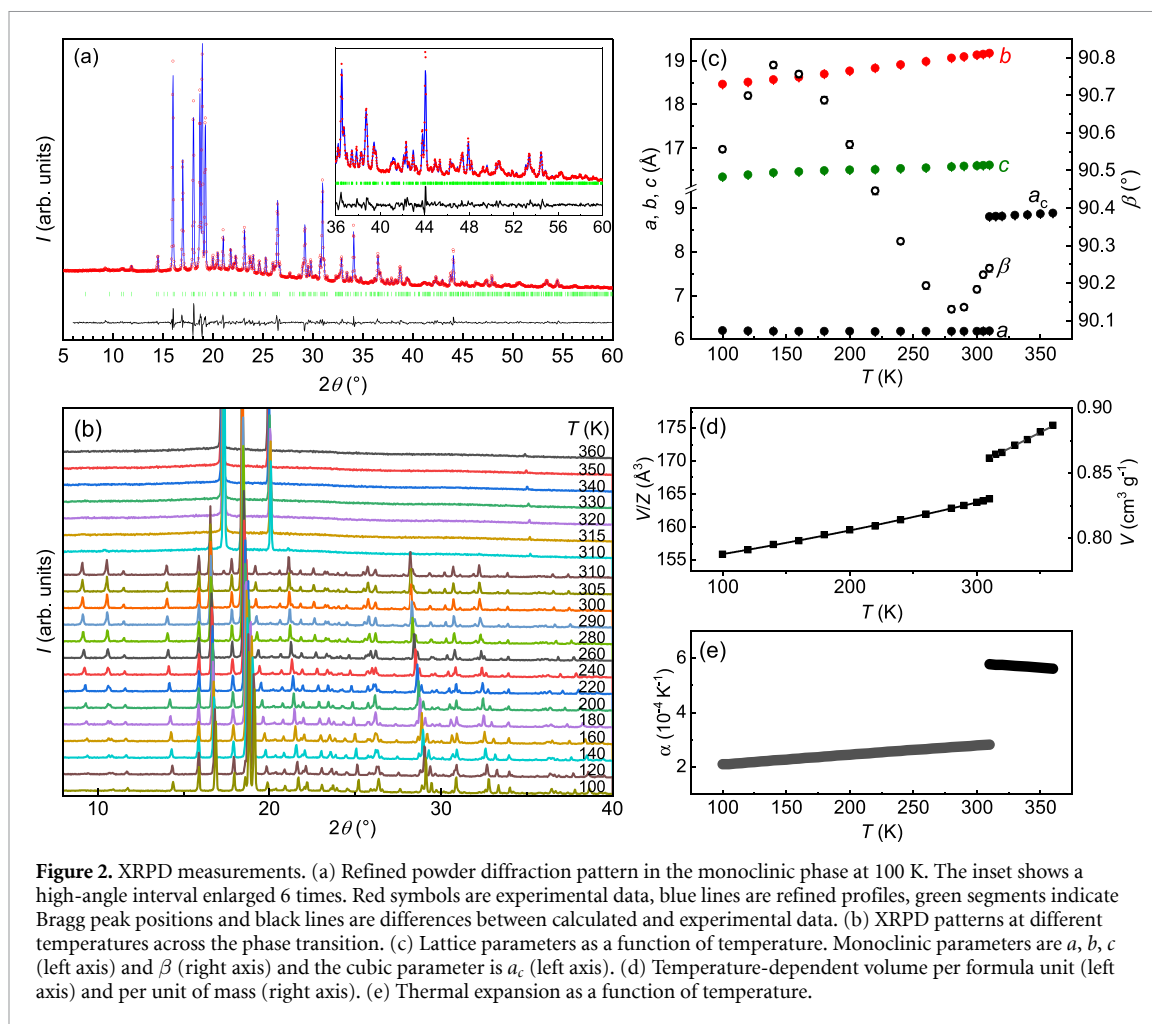 (a)
I (arb. units)
36 40 44 48 52 56 60
5 10 15 20 25 30 35 40 45 50 55 60
2θ (°)
(b)
T (K)
360
350
340
330
320
315
310
310
305
300
290
280
260
240
220
200
180
160
140
120
100
I (arb. units)
10 20 30 40
2θ (°)
(c)
19
18
17
16
9
8
7
6
a, b, c (Å)
b
c
a_c
β
a
90.8
90.7
90.6
90.5
90.4
90.3
90.2
90.1
β (°)
100 150 200 250 300 350
T (K)
(d)
175
170
165
160
155
V/Z (Å³)
0.90
0.85
0.80
V (cm³ g⁻¹)
100 150 200 250 300 350
T (K)
(e)
6
4
2
α (10⁻⁴ K⁻¹)
100 150 200 250 300 350
T (K)
Figure 2. XRPD measurements. (a) Refined powder diffraction pattern in the monoclinic phase at 100 K. The inset shows a
high-angle interval enlarged 6 times. Red symbols are experimental data, blue lines are refined profiles, green segments indicate
Bragg peak positions and black lines are differences between calculated and experimental data. (b) XRPD patterns at different
temperatures across the phase transition. (c) Lattice parameters as a function of temperature. Monoclinic parameters are a, b, c
(left axis) and β (right axis) and the cubic parameter is a_c (left axis). (d) Temperature-dependent volume per formula unit (left
axis) and per unit of mass (right axis). (e) Thermal expansion as a function of temperature.